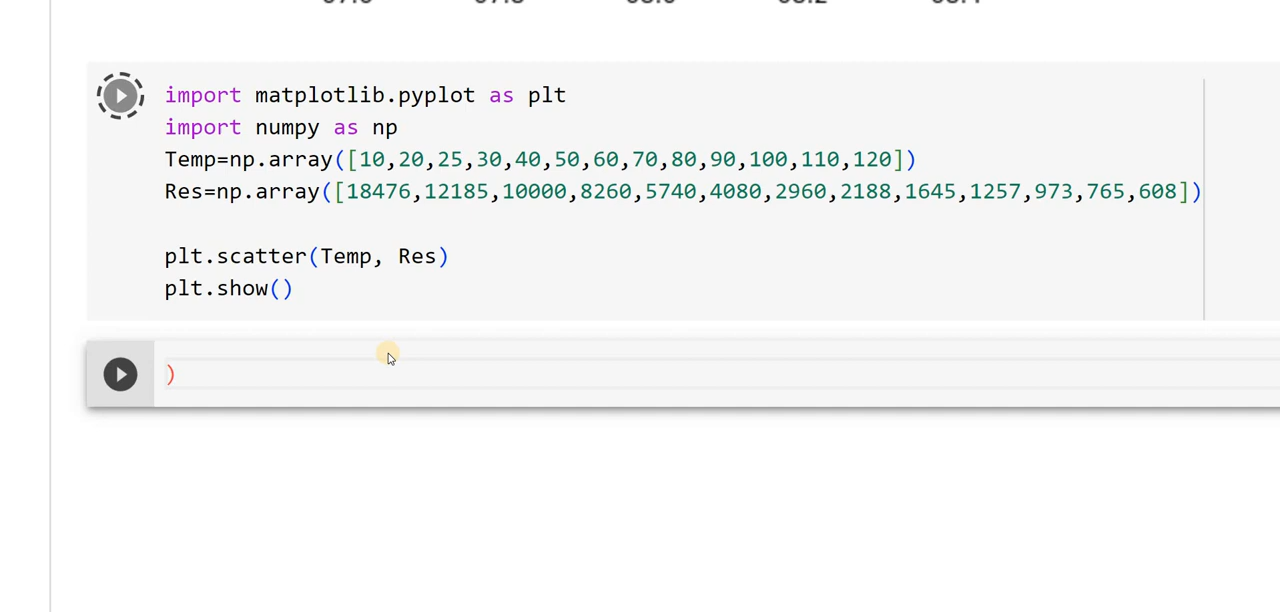 import matplotlib.pyplot as plt
import numpy as np
Temp=np.array([10,20,25,30,40,50,60,70,80,90,100,110,120])
Res=np.array([18476,12185,10000,8260,5740,4080,2960,2188,1645,1257,973,765,608])
plt.scatter(Temp, Res)
plt.show()
)